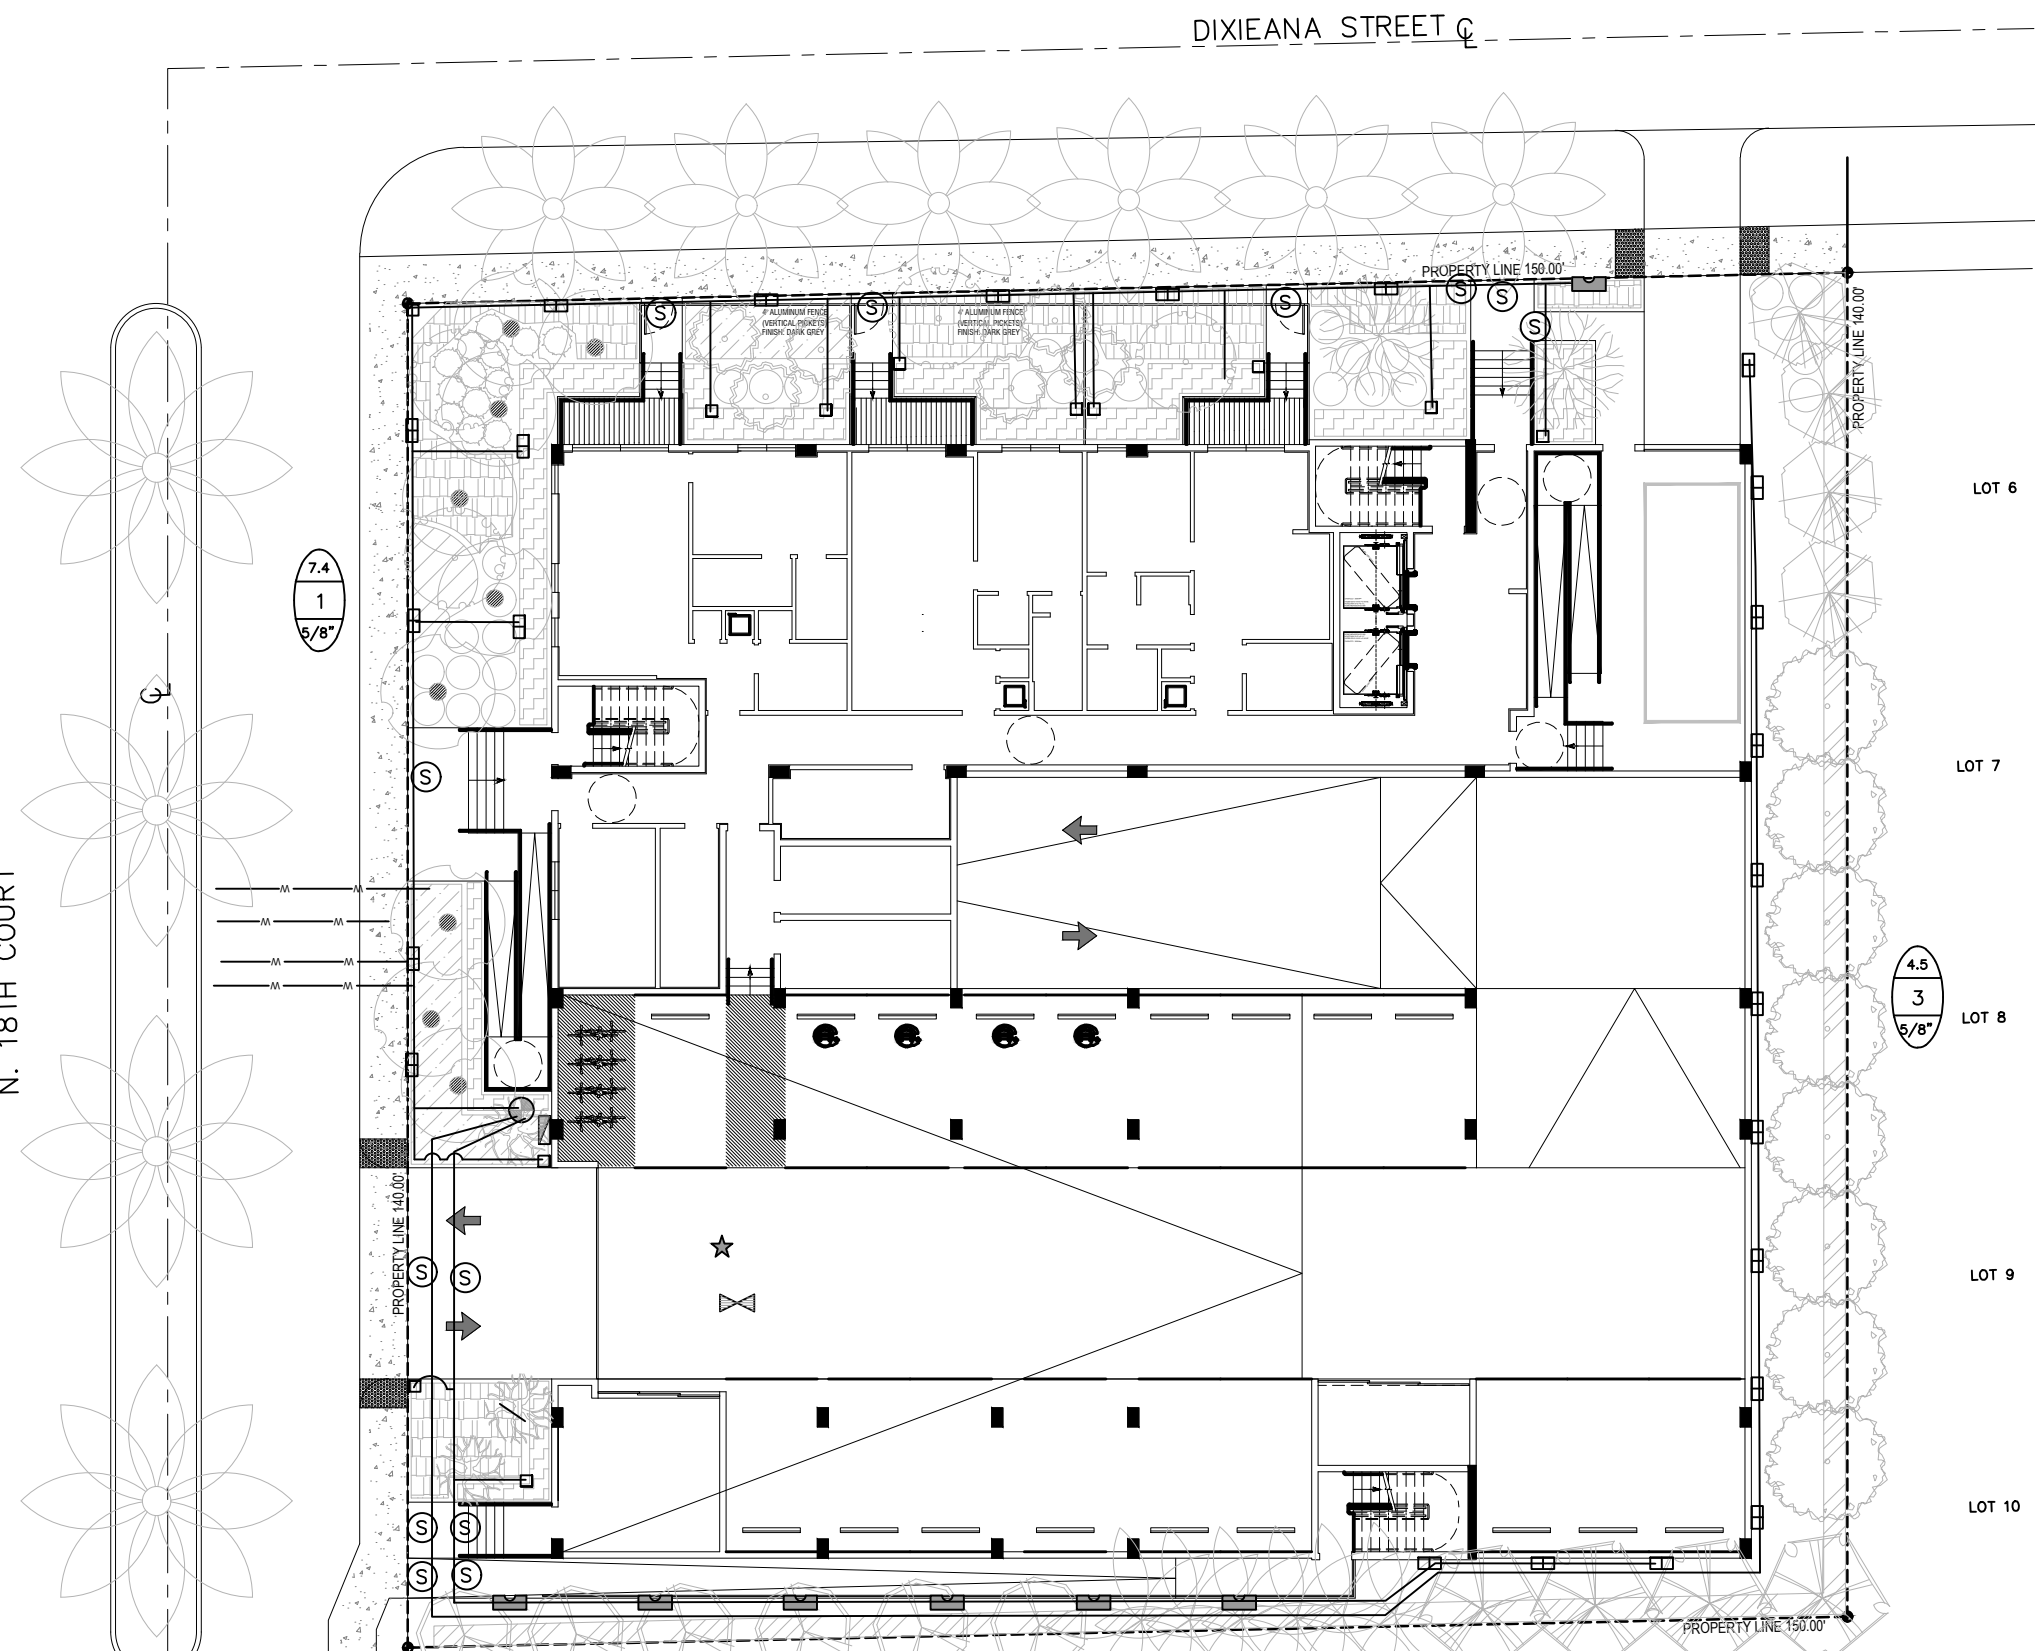 DIXIEANA STREET ℄
PROPERTY LINE 150.00'
PROPERTY LINE 140.00'
S
S
S
S
S
S
4' ALUMINUM FENCE
(VERTICAL PICKETS)
FINISH: DARK GREY
4' ALUMINUM FENCE
(VERTICAL PICKETS)
FINISH: DARK GREY
LOT 6
7.4
1
5/8"
℄
S
LOT 7
N. 18TH COURT
W W
W W
W W
W W
4.5
3
5/8"
LOT 8
PROPERTY LINE 140.00'
S
S
LOT 9
S
S
LOT 10
S
S
PROPERTY LINE 150.00'